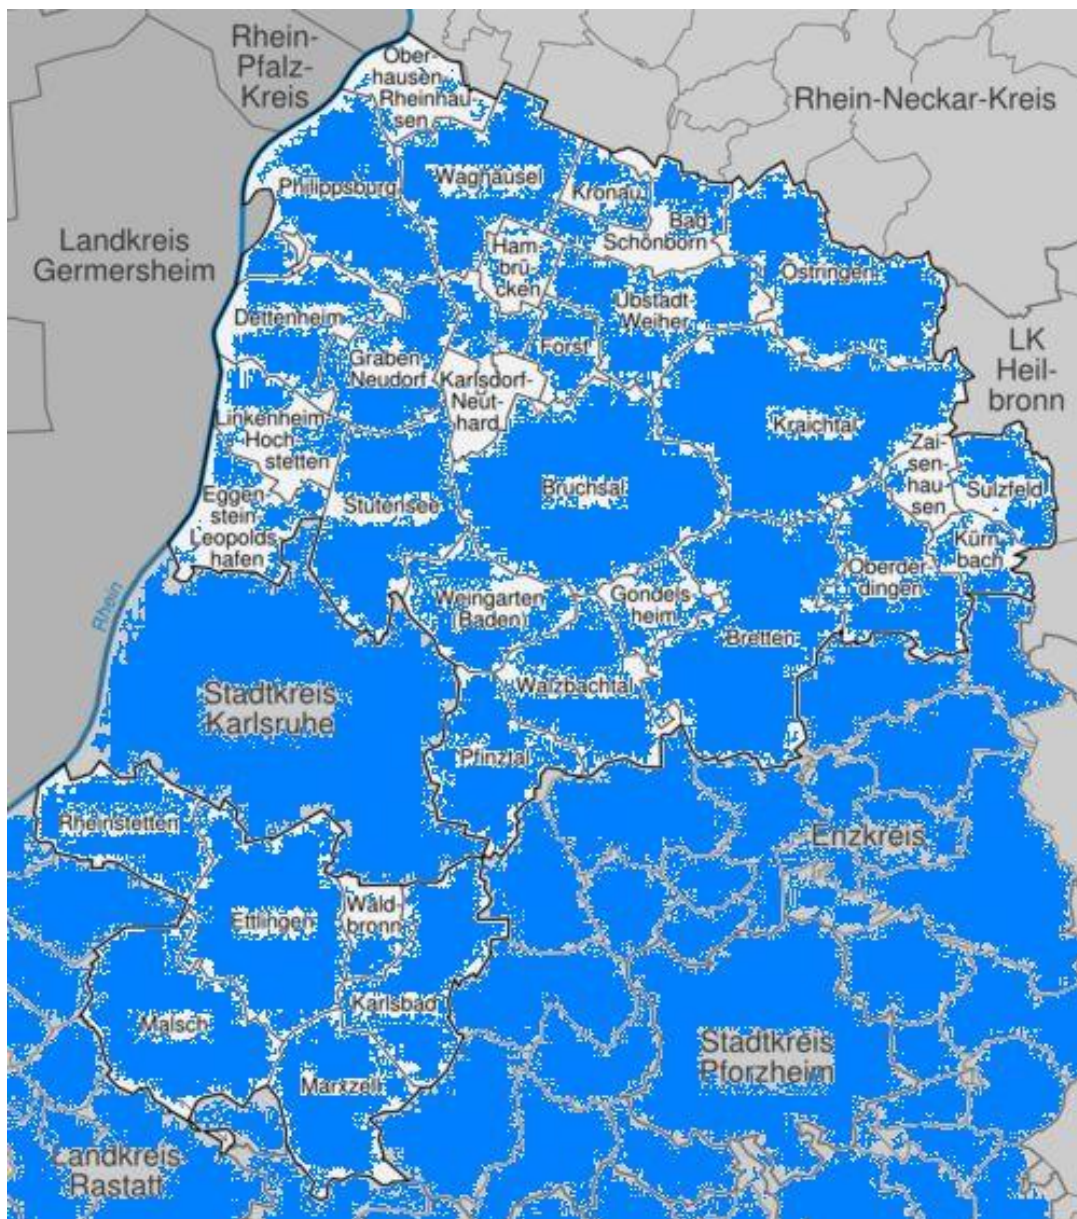 Rhein-
Pfalz-
Kreis
Ober-
hausen-
Rheinhau-
sen
Rhein-Neckar-Kreis
Philippsburg
Waghäusel
Kronau
Bad
Schönborn
Landkreis
Germersheim
Ham
brü
cken
Östringen
Dettenheim
Ubstadt
Weiher
Forst
LK
Heil-
bronn
Graben
Neudorf
Karlsdorf-
Neut-
hard
Linkenheim-
Hoch
stetten
Kraichtal
Zai-
sen-
hau-
sen
Sulzfeld
Eggen-
stein
Leopolds
hafen
Stutensee
Bruchsal
Kürn-
bach
Oberder-
dingen
Weingarten
(Baden)
Gondels
heim
Bretten
Rhein
Walzbachtal
Stadtkreis
Karlsruhe
Pfinztal
Rheinstetten
Enzkreis
Ettlingen
Wald-
bronn
Karlsbad
Malsch
Marxzell
Stadtkreis
Pforzheim
Landkreis
Rastatt